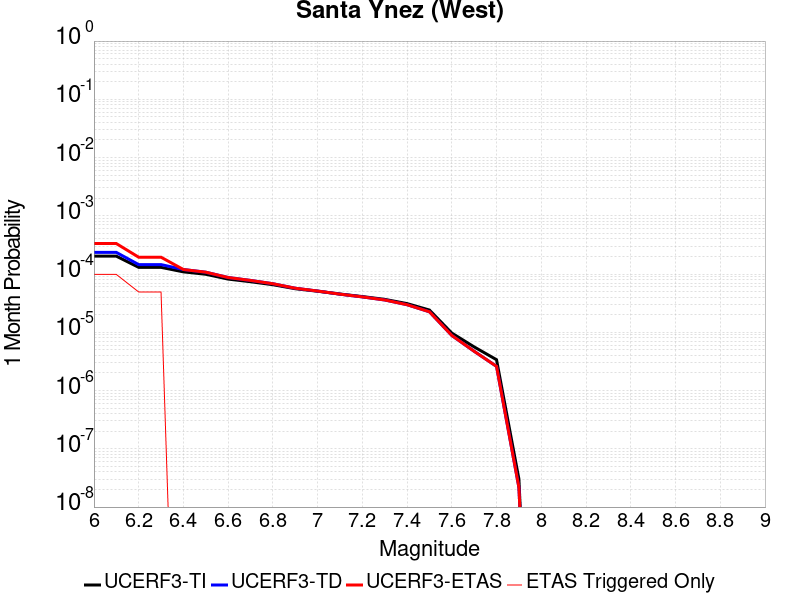 Santa Ynez (West)
10^0
10^-1
10^-2
10^-3
10^-4
10^-5
10^-6
10^-7
10^-8
1 Month Probability
6 6.2 6.4 6.6 6.8 7 7.2 7.4 7.6 7.8 8 8.2 8.4 8.6 8.8 9
Magnitude
UCERF3-TI UCERF3-TD UCERF3-ETAS ETAS Triggered Only